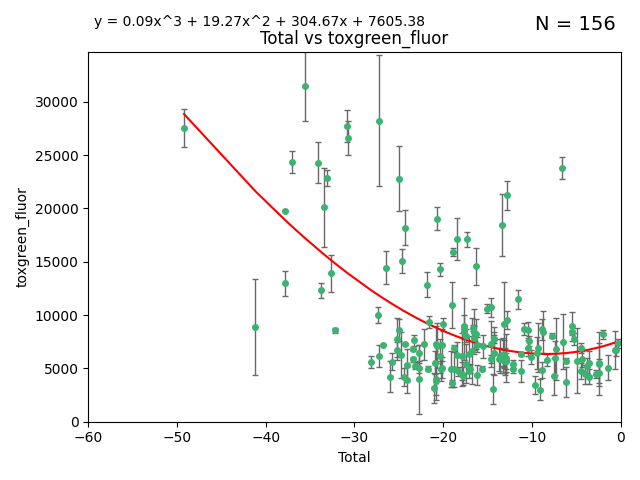 y = 0.09x^3 + 19.27x^2 + 304.67x + 7605.38
N = 156
Total vs toxgreen_fluor
toxgreen_fluor
30000
25000
20000
15000
10000
5000
0
−60
−50
−40
−30
−20
−10
0
Total